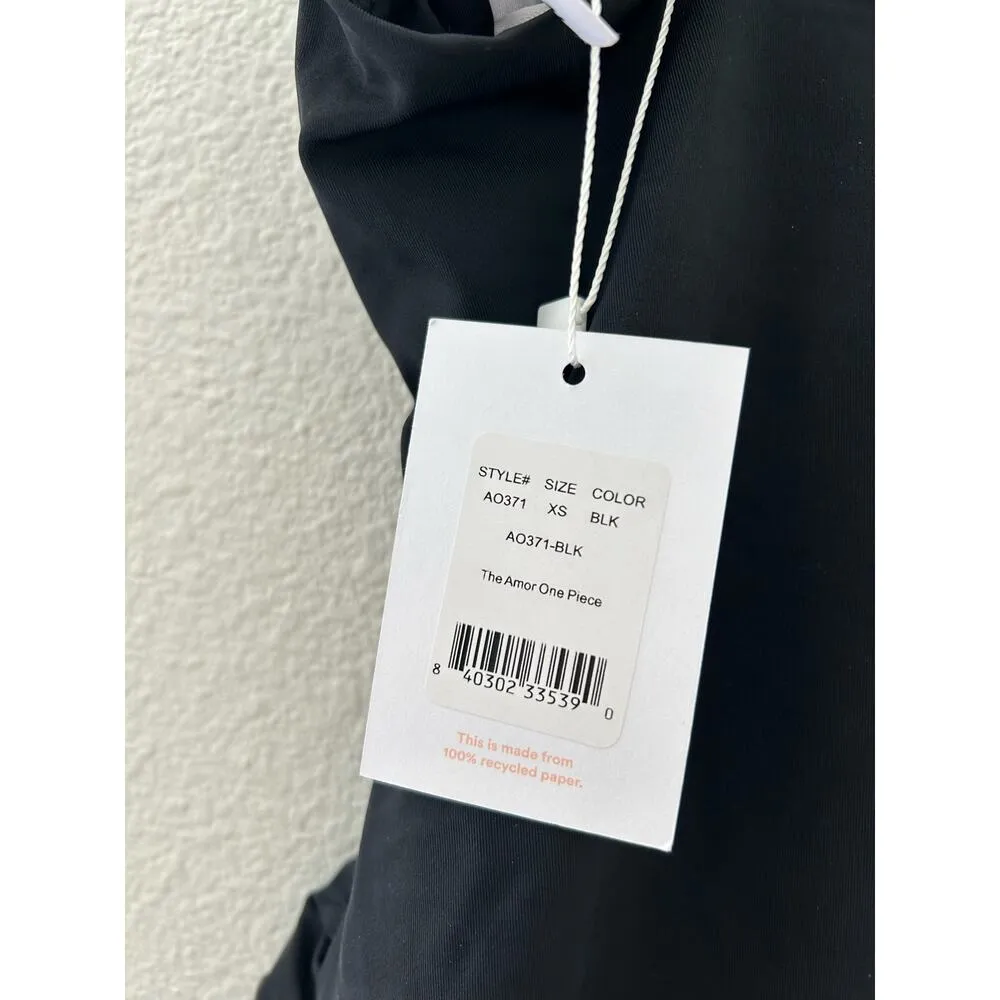 STYLE# SIZE COLOR
AO371 XS BLK
AO371-BLK
The Amor One Piece
8 40302 33539 0
This is made from
100% recycled paper.